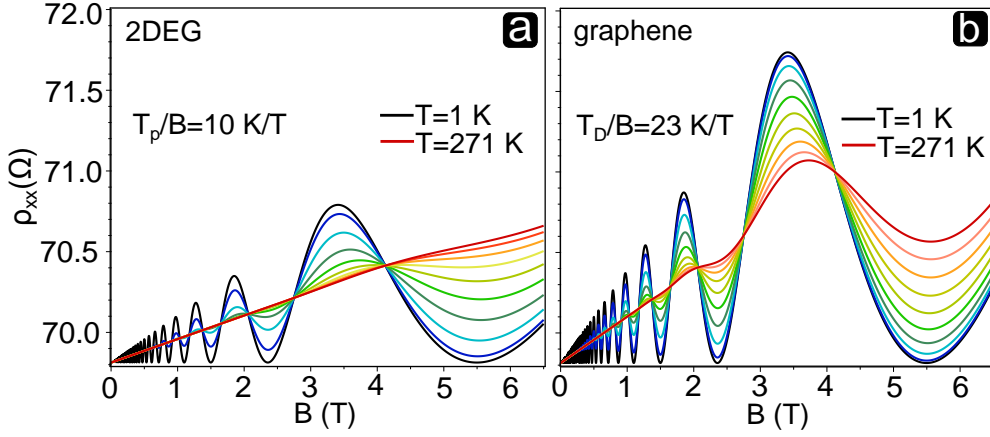 72.0
71.5
71.0
70.5
70.0
ρxx(Ω)
2DEG
a
Tp/B=10 K/T
T=1 K
T=271 K
0 1 2 3 4 5 6
B (T)
graphene
b
TD/B=23 K/T
T=1 K
T=271 K
0 1 2 3 4 5 6
B (T)